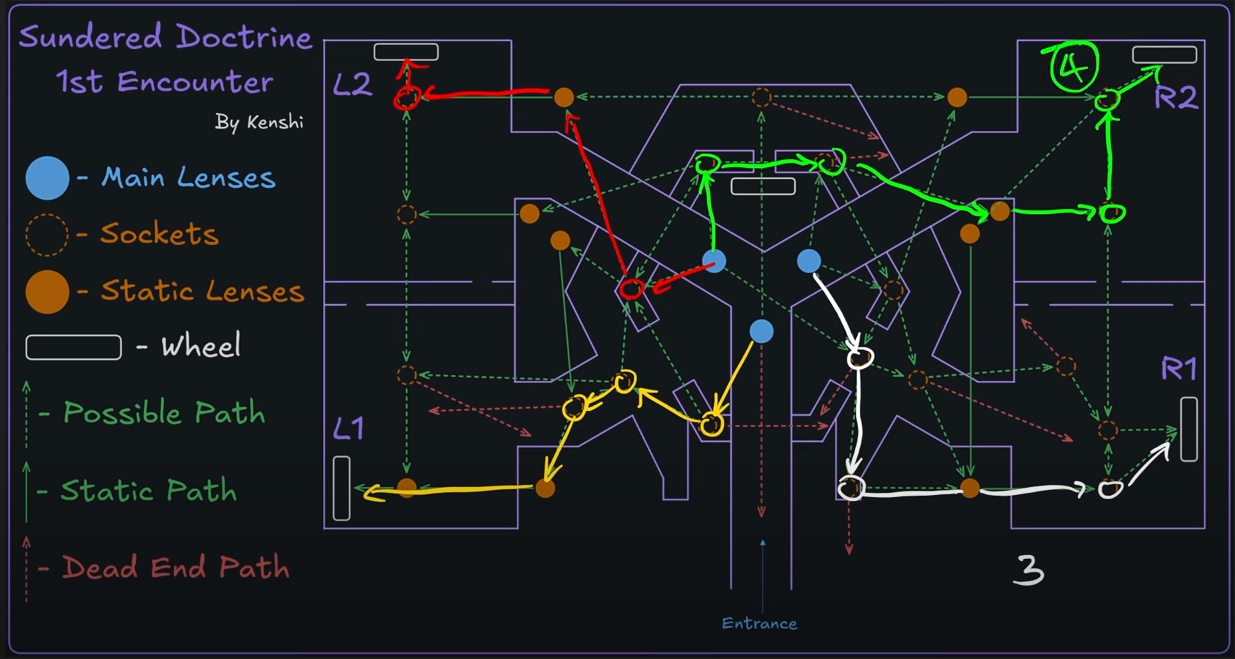 Sundered Doctrine
1st Encounter
By Kenshi
- Main Lenses
- Sockets
- Static Lenses
- Wheel
- Possible Path
- Static Path
- Dead End Path
L2
4
R2
L1
R1
3
Entrance